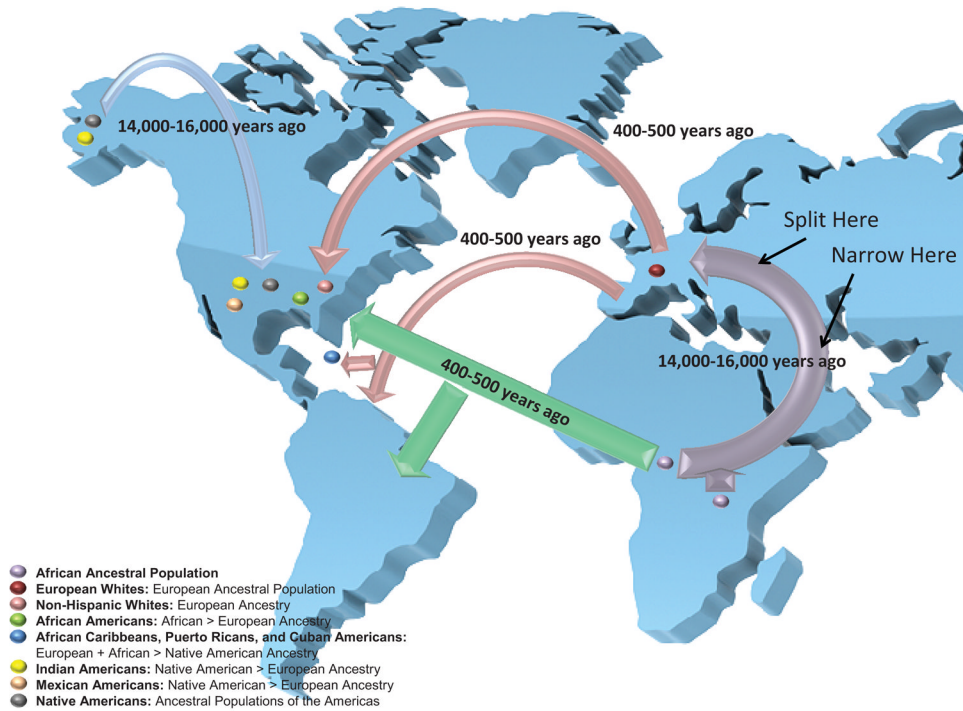 14,000-16,000 years ago
400-500 years ago
400-500 years ago
Split Here
Narrow Here
14,000-16,000 years ago
400-500 years ago
African Ancestral Population
European Whites: European Ancestral Population
Non-Hispanic Whites: European Ancestry
African Americans: African > European Ancestry
African Caribbeans, Puerto Ricans, and Cuban Americans:
European + African > Native American Ancestry
Indian Americans: Native American > European Ancestry
Mexican Americans: Native American > European Ancestry
Native Americans: Ancestral Populations of the Americas